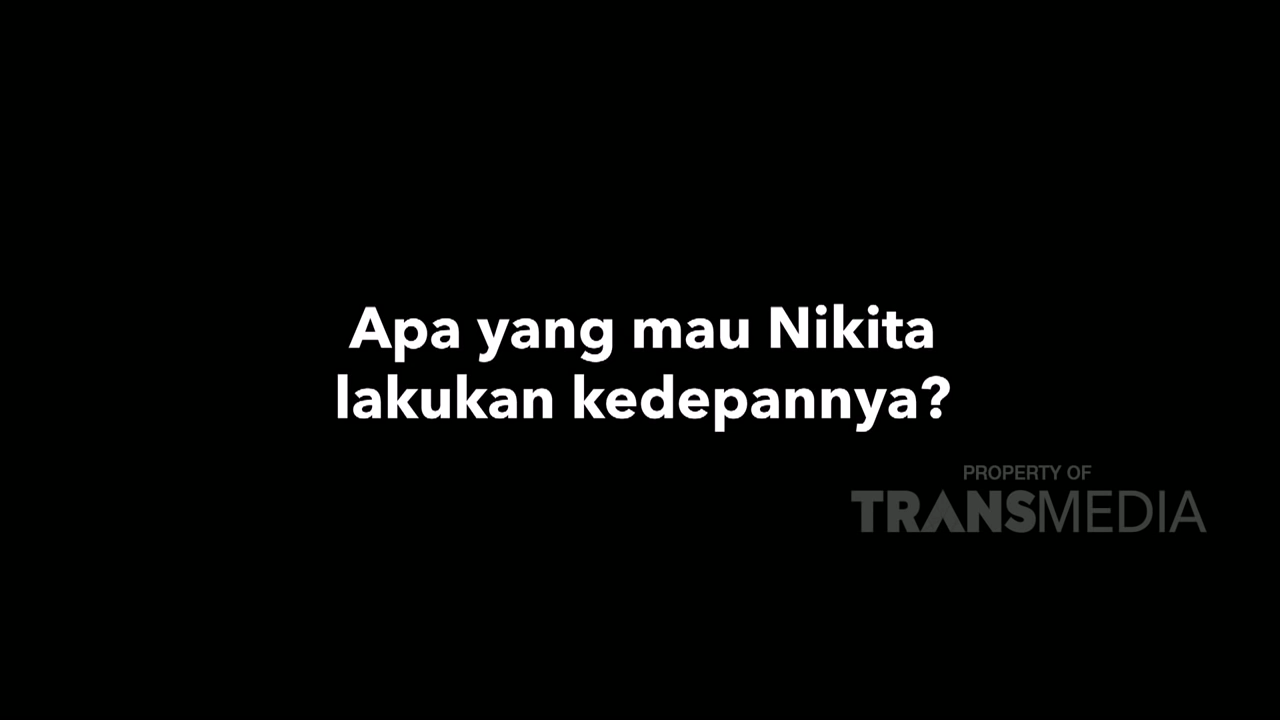 Apa yang mau Nikita
lakukan kedepannya?
PROPERTY OF
TRANSMEDIA